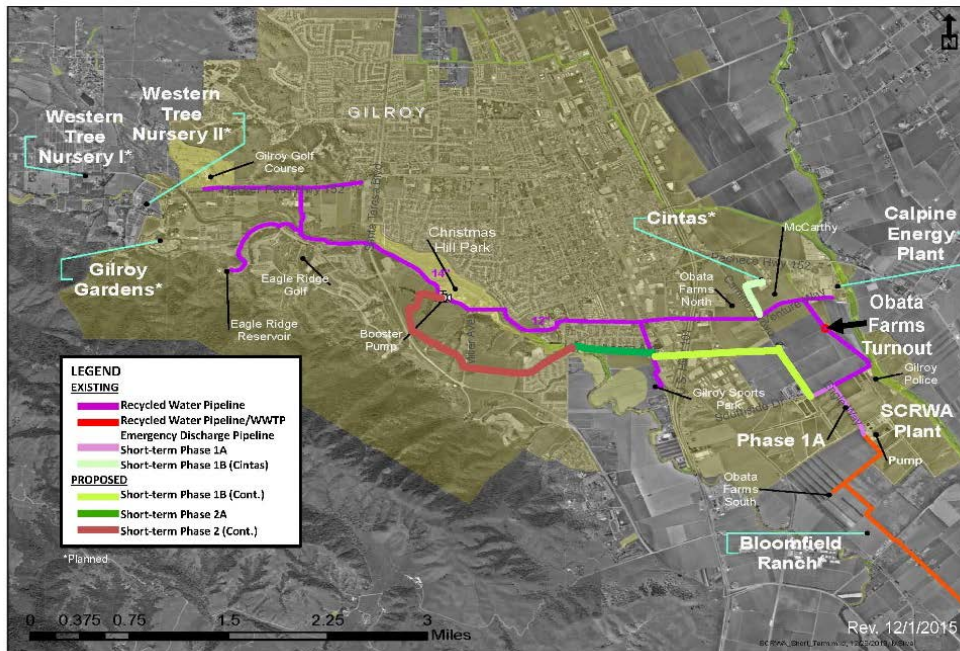 N
Western
Tree
Nursery II*
Western
Tree
Nursery I*
Gilroy Golf
Course
GILROY
Christmas
Hill Park
Cintas*
McCarthy
Calpine
Energy
Plant*
Gilroy
Gardens*
Eagle Ridge
Golf
Eagle Ridge
Reservoir
14"
Booster
Pump
12"
Obata
Farms
North
Obata
Farms
Turnout
Gilroy
Police
Gilroy Sports
Park
SCRWA
Plant
Phase 1A
Pump
Obata
Farms
South
Bloomfield
Ranch*
LEGEND
EXISTING
Recycled Water Pipeline
Recycled Water Pipeline/WWTP
Emergency Discharge Pipeline
Short-term Phase 1A
Short-term Phase 1B (Cintas)
PROPOSED
Short-term Phase 1B (Cont.)
Short-term Phase 2A
Short-term Phase 2 (Cont.)
*Planned
0 0.375 0.75 1.5 2.25 3
Miles
Rev. 12/1/2015